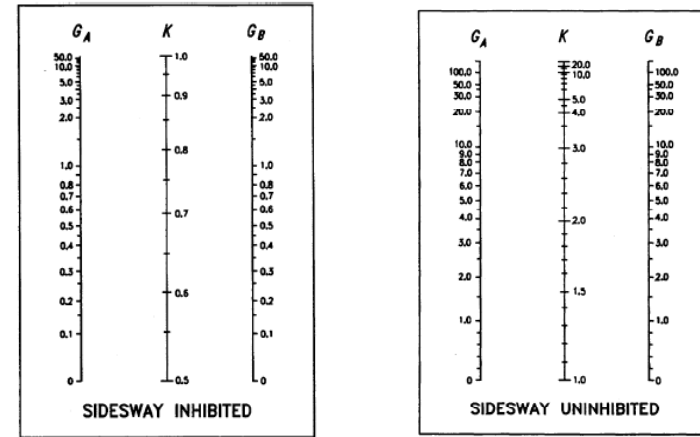 G_A K G_B
50.0 1.0 50.0
10.0 10.0
5.0 0.9 5.0
3.0 3.0
2.0 2.0
0.8
1.0 1.0
0.8 0.8
0.7 0.7
0.6 0.7 0.6
0.5 0.5
0.4 0.4
0.3 0.3
0.6
0.2 0.2
0.1 0.1
0 0.5 0
SIDESWAY INHIBITED
G_A K G_B
20.0
100.0 10.0 100.0
50.0 50.0
30.0 5.0 30.0
20.0 4.0 20.0
10.0 3.0 10.0
9.0 9.0
8.0 8.0
7.0 7.0
6.0 6.0
5.0 5.0
4.0 2.0 4.0
3.0 3.0
2.0 2.0
1.5
1.0 1.0
0 1.0 0
SIDESWAY UNINHIBITED